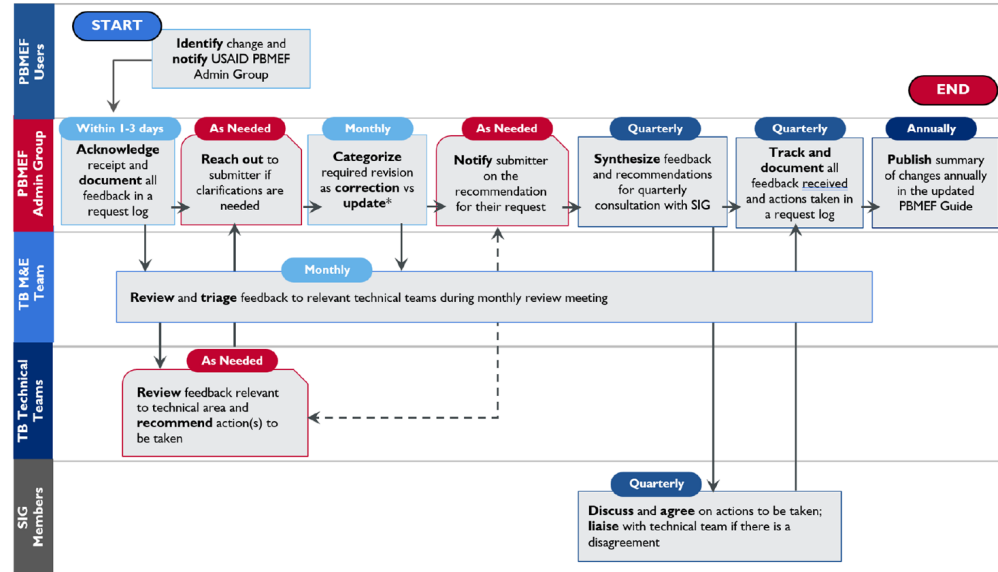 PBMEF
Users
START
Identify change and
notify USAID PBMEF
Admin Group
END
PBMEF
Admin Group
Within 1-3 days
Acknowledge
receipt and
document all
feedback in a
request log
As Needed
Reach out to
submitter if
clarifications are
needed
Monthly
Categorize
required revision
as correction vs
update*
As Needed
Notify submitter
on the
recommendation
for their request
Quarterly
Synthesize feedback
and recommendations
for quarterly
consultation with SIG
Quarterly
Track and
document all
feedback received
and actions taken in
a request log
Annually
Publish summary
of changes annually
in the updated
PBMEF Guide
TB M&E
Team
Monthly
Review and triage feedback to relevant technical teams during monthly review meeting
TB Technical
Teams
As Needed
Review feedback relevant
to technical area and
recommend action(s) to
be taken
SIG
Members
Quarterly
Discuss and agree on actions to be taken;
liaise with technical team if there is a
disagreement